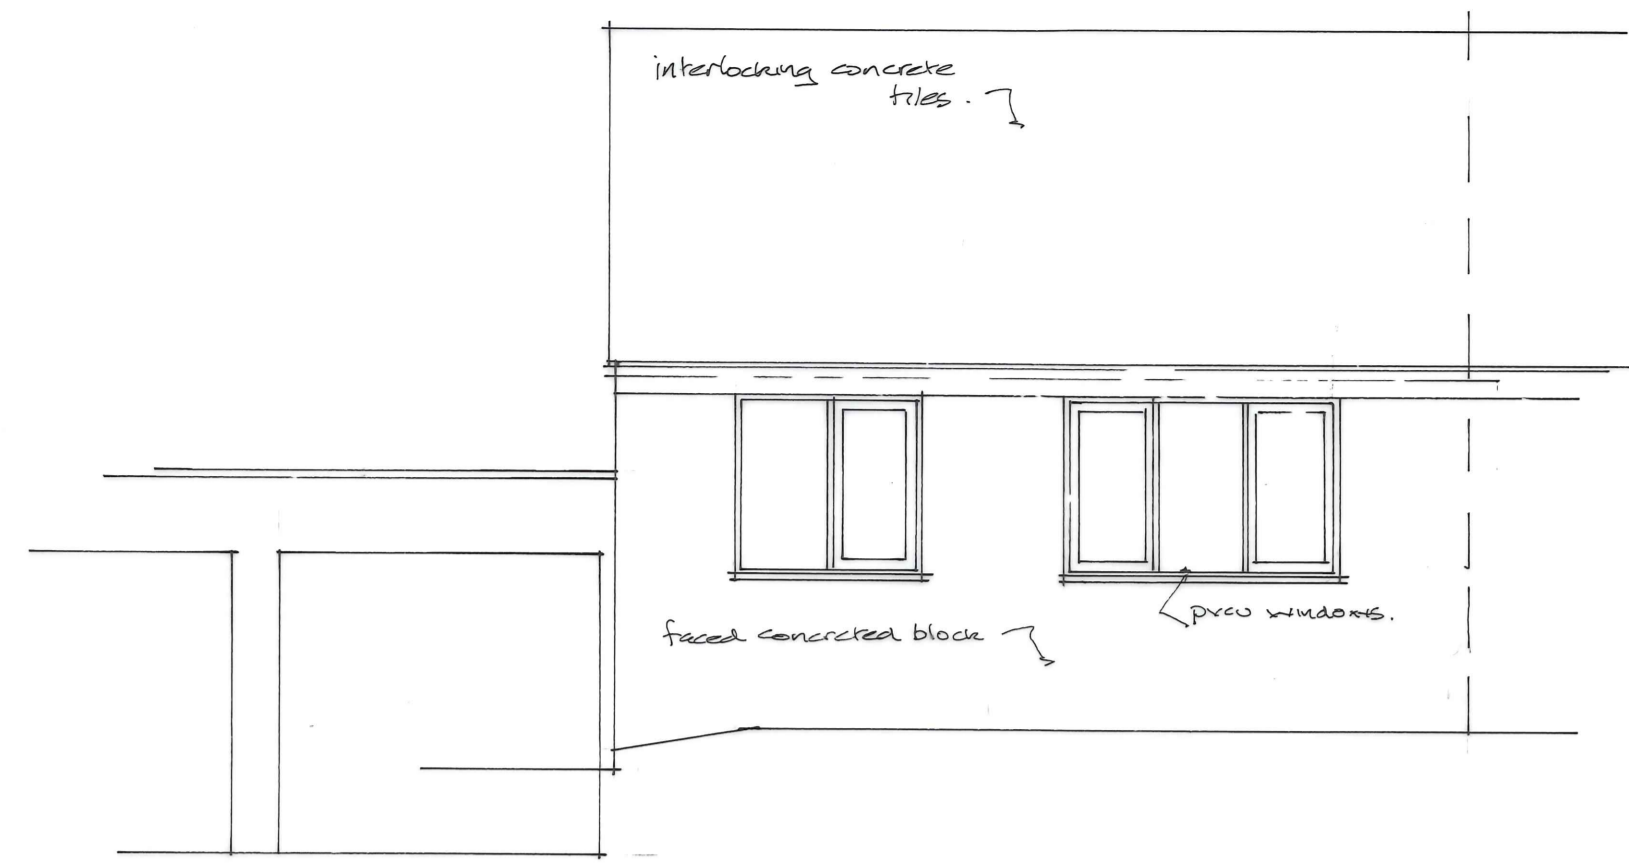 interlocking concrete
tiles.
pvcu windows.
faced concreted block